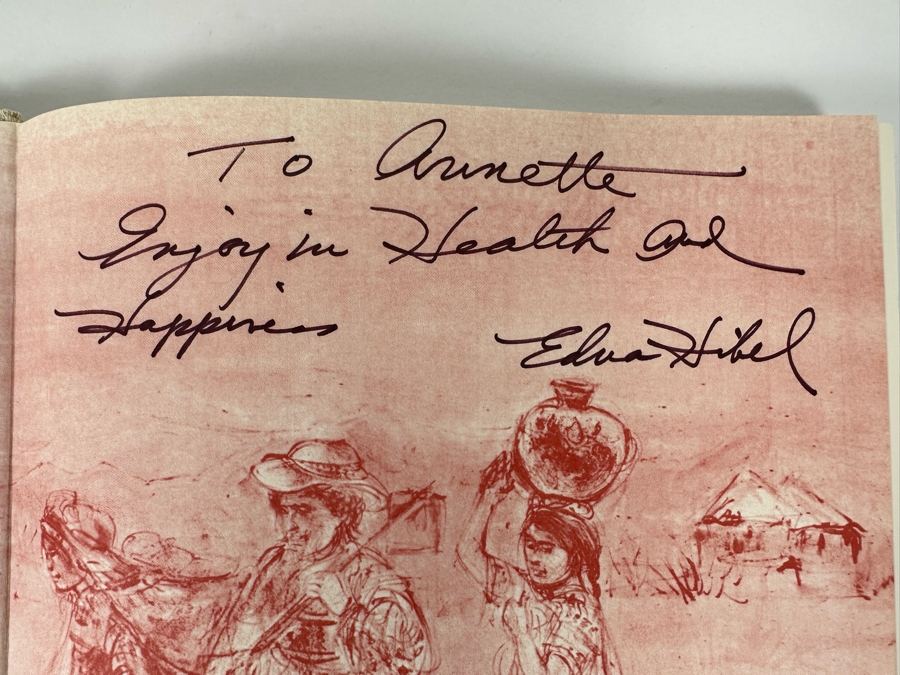 To Annette
Enjoy in Health and
Happiness
Edna Hibel